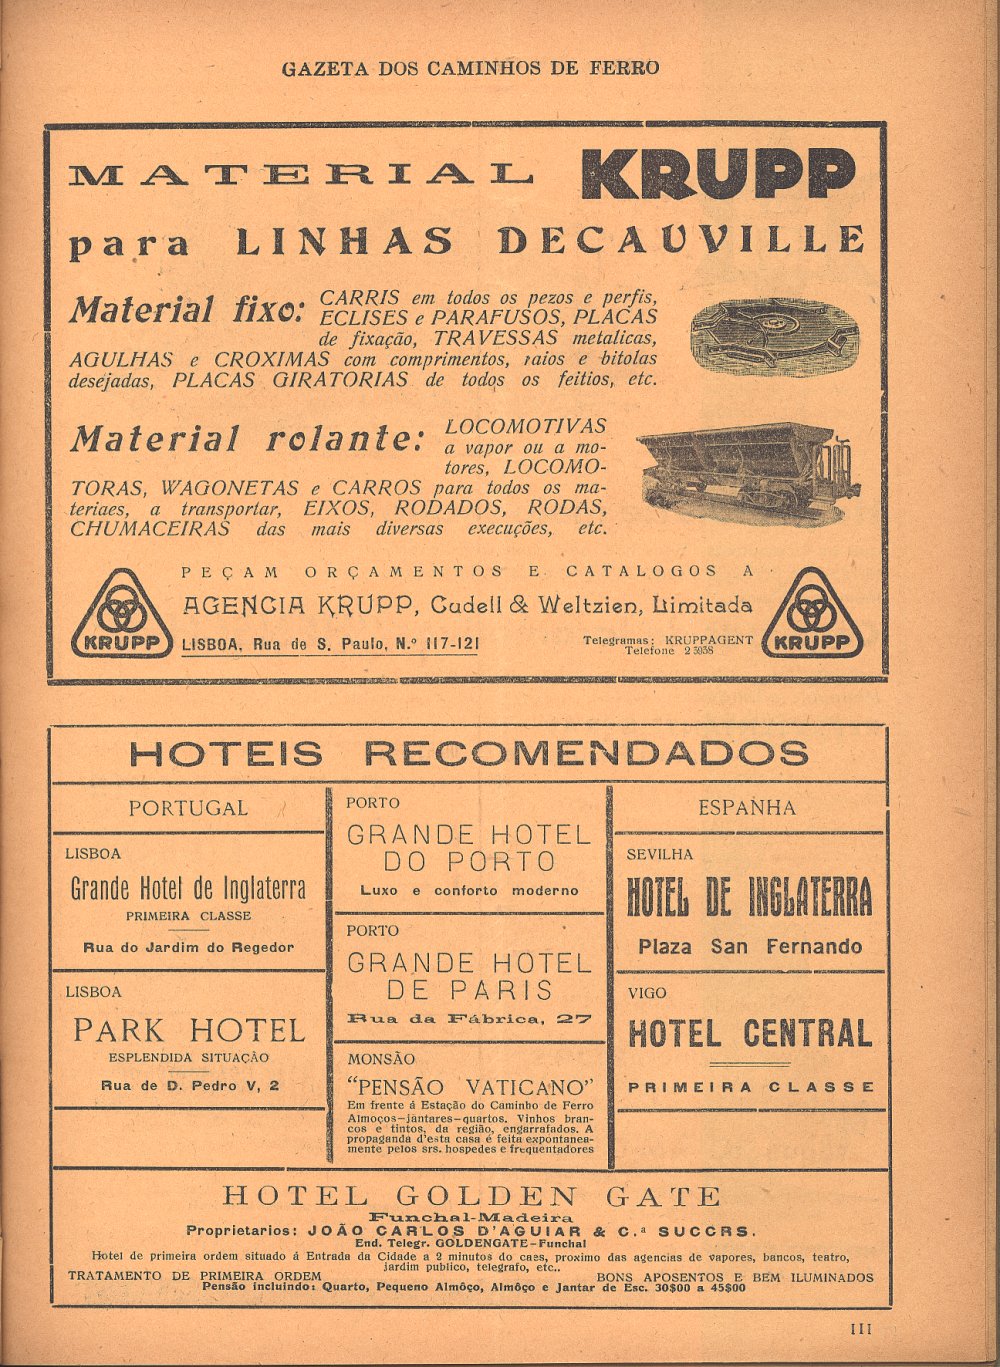 GAZETA DOS CAMINHOS DE FERRO
MATERIAL KRUPP
para LINHAS DECAUVILLE
Material fixo: CARRIS em todos os pezos e perfis,
ECLISES e PARAFUSOS, PLACAS
de fixação, TRAVESSAS metalicas,
AGULHAS e CROXIMAS com comprimentos, raios e bitolas
desejadas, PLACAS GIRATORIAS de todos os feitios, etc.
Material rolante: LOCOMOTIVAS
a vapor ou a mo-
tores, LOCOMO-
TORAS, WAGONETAS e CARROS para todos os ma-
teriaes, a transportar, EIXOS, RODADOS, RODAS,
CHUMACEIRAS das mais diversas execuções, etc.
PEÇAM ORÇAMENTOS E CATALOGOS A
AGENCIA KRUPP, Cudell & Weltzien, Limitada
LISBOA, Rua de S. Paulo, N.º 117-121
Telegramas: KRUPPAGENT
Telefone 2 3958
KRUPP
KRUPP
HOTEIS RECOMENDADOS
PORTUGAL
LISBOA
Grande Hotel de Inglaterra
PRIMEIRA CLASSE
Rua do Jardim do Regedor
LISBOA
PARK HOTEL
ESPLENDIDA SITUAÇÃO
Rua de D. Pedro V, 2
PORTO
GRANDE HOTEL
DO PORTO
Luxo e conforto moderno
PORTO
GRANDE HOTEL
DE PARIS
Rua da Fábrica, 27
MONSÃO
"PENSÃO VATICANO"
Em frente á Estação do Caminho de Ferro
Almoços-jantares-quartos. Vinhos bran-
cos e tintos, da região, engarrafados. A
propaganda d'esta casa é feita expontanea-
mente pelos srs. hospedes e frequentadores
ESPANHA
SEVILHA
HOTEL DE INGLATERRA
Plaza San Fernando
VIGO
HOTEL CENTRAL
PRIMEIRA CLASSE
HOTEL GOLDEN GATE
Funchal-Madeira
Proprietarios: JOÃO CARLOS D'AGUIAR & C.ª SUCCRS.
End. Telegr. GOLDENGATE-Funchal
Hotel de primeira ordem situado á Entrada da Cidade a 2 minutos do caes, proximo das agencias de vapores, bancos, teatro,
jardim publico, telegrafo, etc..
TRATAMENTO DE PRIMEIRA ORDEM BONS APOSENTOS E BEM ILUMINADOS
Pensão incluindo: Quarto, Pequeno Almôço, Almôço e Jantar de Esc. 30$00 a 45$00
III